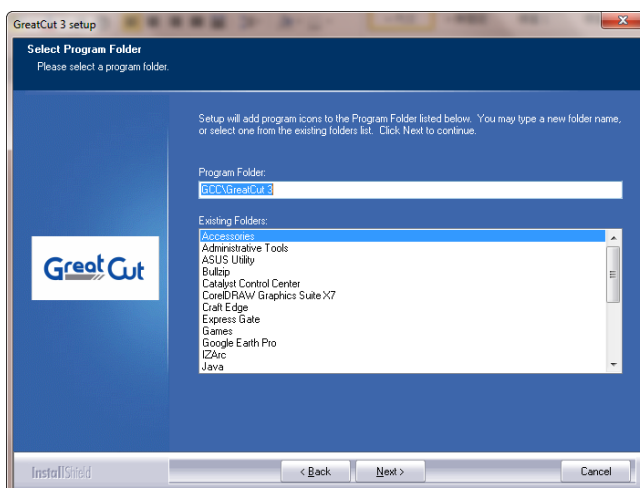 GreatCut 3 setup
Select Program Folder
Please select a program folder.
Setup will add program icons to the Program Folder listed below. You may type a new folder name,
or select one from the existing folders list. Click Next to continue.
Program Folder:
GCC\GreatCut 3
Existing Folders:
Accessories
Administrative Tools
ASUS Utility
Bullzip
Catalyst Control Center
CorelDRAW Graphics Suite X7
Craft Edge
Express Gate
Games
Google Earth Pro
IZArc
Java
Great Cut
InstallShield
< Back
Next >
Cancel